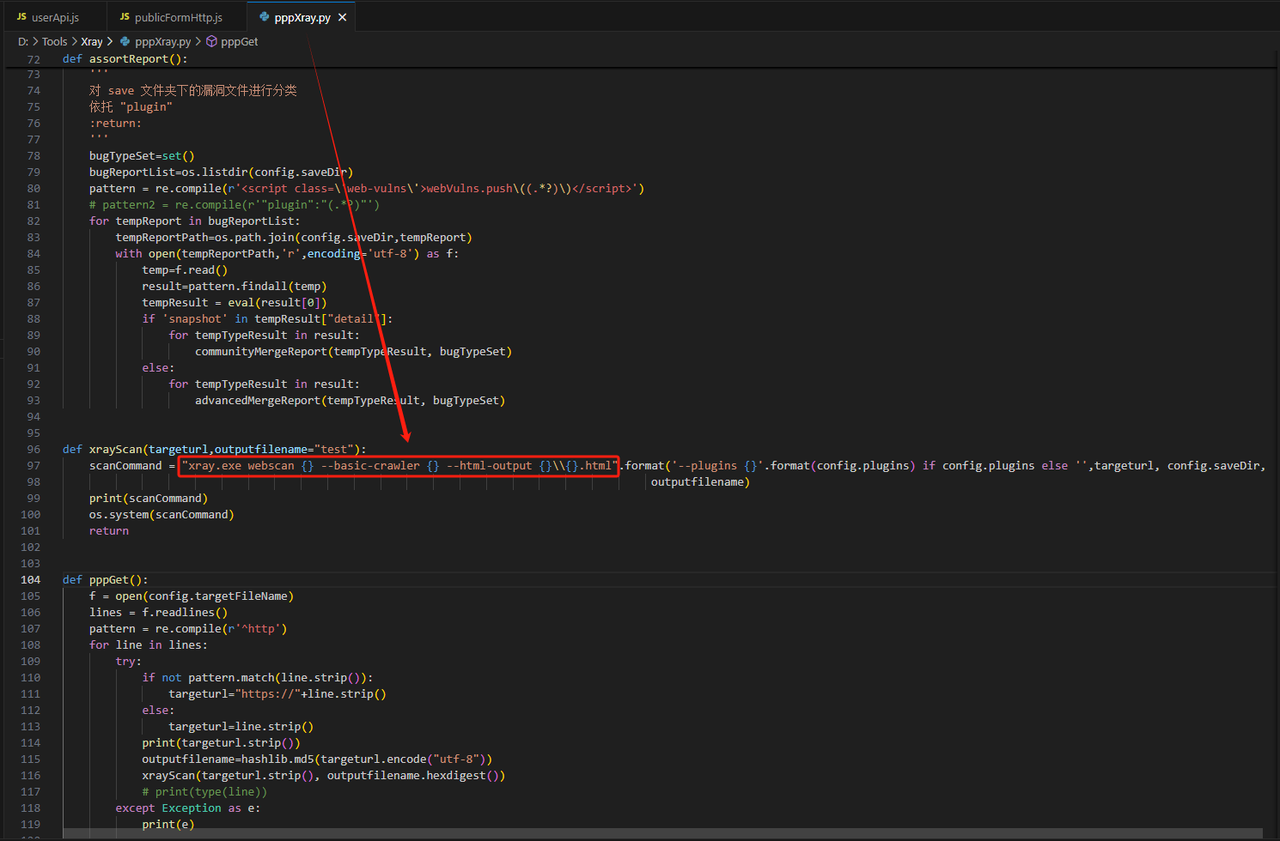 JS userApi.js JS publicFormHttp.js pppXray.py ×
D: > Tools > Xray > pppXray.py > pppGet
72 def assortReport():
73 '''
74 对 save 文件夹下的漏洞文件进行分类
75 依托 "plugin"
76 :return:
77 '''
78 bugTypeSet=set()
79 bugReportList=os.listdir(config.saveDir)
80 pattern = re.compile(r'<script class=\'web-vulns\'>webVulns.push\((.*?)\)</script>')
81 # pattern2 = re.compile(r'"plugin":"(.*?)"')
82 for tempReport in bugReportList:
83 tempReportPath=os.path.join(config.saveDir,tempReport)
84 with open(tempReportPath,'r',encoding='utf-8') as f:
85 temp=f.read()
86 result=pattern.findall(temp)
87 tempResult = eval(result[0])
88 if 'snapshot' in tempResult["detail"]:
89 for tempTypeResult in result:
90 communityMergeReport(tempTypeResult, bugTypeSet)
91 else:
92 for tempTypeResult in result:
93 advancedMergeReport(tempTypeResult, bugTypeSet)
94
95
96 def xrayScan(targeturl,outputfilename="test"):
97 scanCommand = "xray.exe webscan {} --basic-crawler {} --html-output {}\\{}.html".format('--plugins {}'.format(config.plugins) if config.plugins else '',targeturl, config.saveDir,
98 outputfilename)
99 print(scanCommand)
100 os.system(scanCommand)
101 return
102
103
104 def pppGet():
105 f = open(config.targetFileName)
106 lines = f.readlines()
107 pattern = re.compile(r'^http')
108 for line in lines:
109 try:
110 if not pattern.match(line.strip()):
111 targeturl="https://"+line.strip()
112 else:
113 targeturl=line.strip()
114 print(targeturl.strip())
115 outputfilename=hashlib.md5(targeturl.encode("utf-8"))
116 xrayScan(targeturl.strip(), outputfilename.hexdigest())
117 # print(type(line))
118 except Exception as e:
119 print(e)